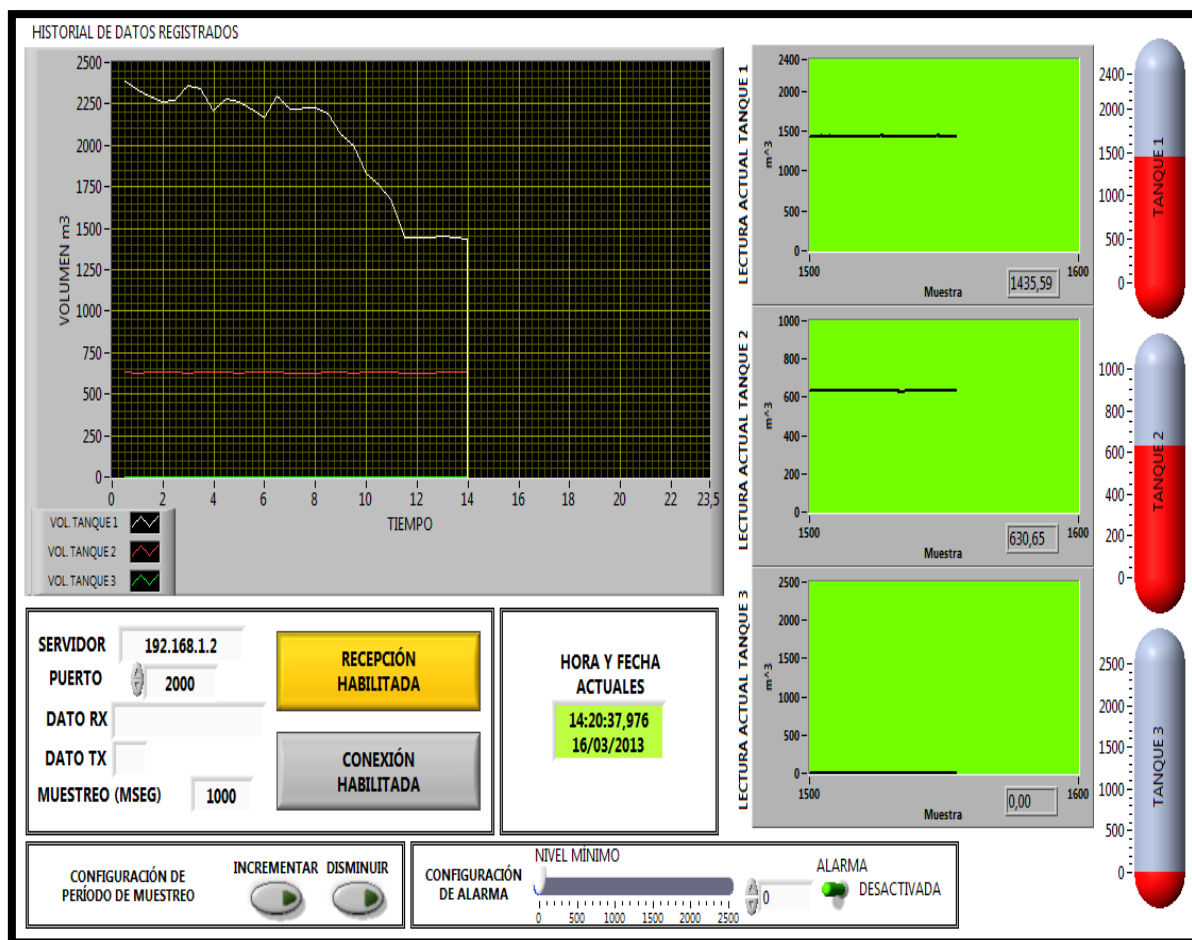 HISTORIAL DE DATOS REGISTRADOS
VOLUMEN m3
2500
2250
2000
1750
1500
1250
1000
750
500
250
0
0 2 4 6 8 10 12 14 16 18 20 22 23,5
TIEMPO
VOL. TANQUE 1
VOL. TANQUE 2
VOL. TANQUE 3
LECTURA ACTUAL TANQUE 1
m^3
2400
2000
1500
1000
500
0
1500 1600
Muestra
1435,59
2400
2000
1500
1000
500
0
TANQUE 1
LECTURA ACTUAL TANQUE 2
m^3
1000
800
600
400
200
0
1500 1600
Muestra
630,65
1000
800
600
400
200
0
TANQUE 2
LECTURA ACTUAL TANQUE 3
m^3
2500
2000
1500
1000
500
0
1500 1600
Muestra
0,00
2500
2000
1500
1000
500
0
TANQUE 3
SERVIDOR 192.168.1.2
PUERTO 2000
DATO RX
DATO TX
MUESTREO (MSEG) 1000
RECEPCIÓN
HABILITADA
CONEXIÓN
HABILITADA
HORA Y FECHA
ACTUALES
14:20:37,976
16/03/2013
CONFIGURACIÓN DE
PERÍODO DE MUESTREO
INCREMENTAR DISMINUIR
CONFIGURACIÓN
DE ALARMA
NIVEL MÍNIMO
0 500 1000 1500 2000 2500
0
ALARMA
DESACTIVADA